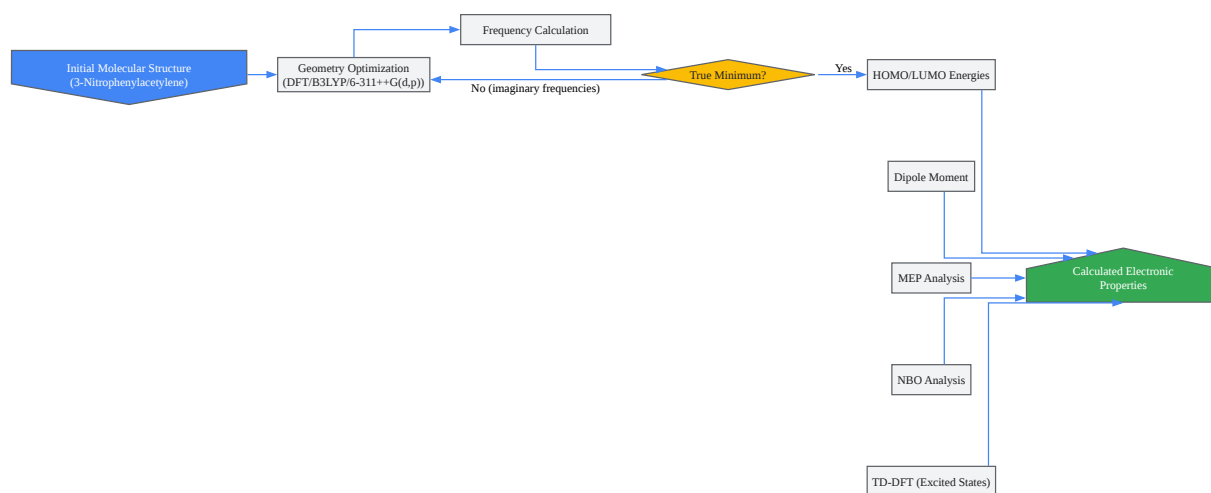 Initial Molecular Structure
(3-Nitrophenylacetylene)
Geometry Optimization
(DFT/B3LYP/6-311++G(d,p))
Frequency Calculation
True Minimum?
Yes
No (imaginary frequencies)
HOMO/LUMO Energies
Dipole Moment
MEP Analysis
NBO Analysis
TD-DFT (Excited States)
Calculated Electronic
Properties